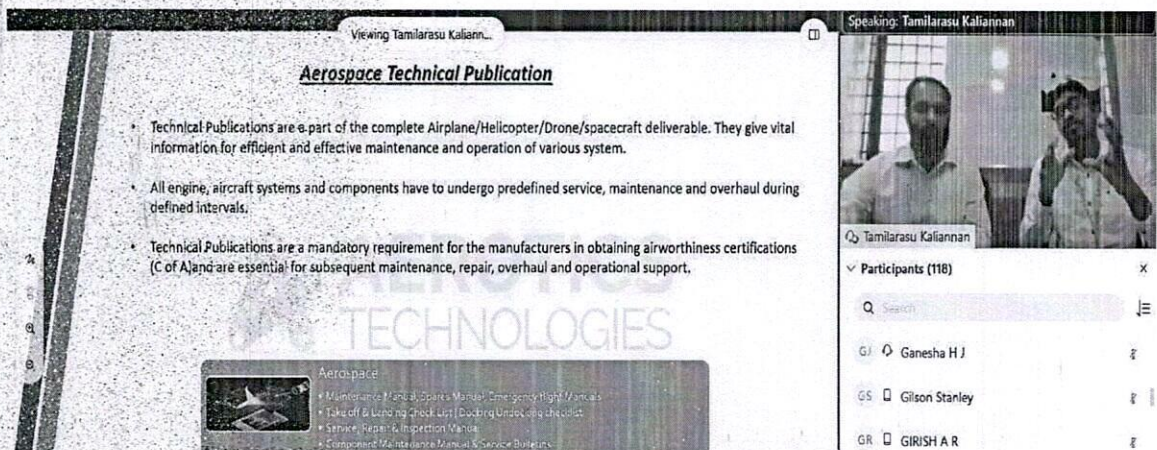 Viewing Tamilarasu Kaliann...
Aerospace Technical Publication
• Technical Publications are a part of the complete Airplane/Helicopter/Drone/spacecraft deliverable. They give vital
information for efficient and effective maintenance and operation of various system.
• All engine, aircraft systems and components have to undergo predefined service, maintenance and overhaul during
defined intervals.
• Technical Publications are a mandatory requirement for the manufacturers in obtaining airworthiness certifications
(C of A)and are essential for subsequent maintenance, repair, overhaul and operational support.
AEROTICS
TECHNOLOGIES
Aerospace
• Maintenance Manual, Spares Manual, Emergency flight Manuals
• Take off & Landing Check List | Docking Undocking checklist
• Service, Repair & Inspection Manual
• Component Maintenance Manual & Service Bulletins
Speaking: Tamilarasu Kaliannan
Tamilarasu Kaliannan
Participants (118)
Search
GJ Ganesha H J
GS Gilson Stanley
GR GIRISH A R